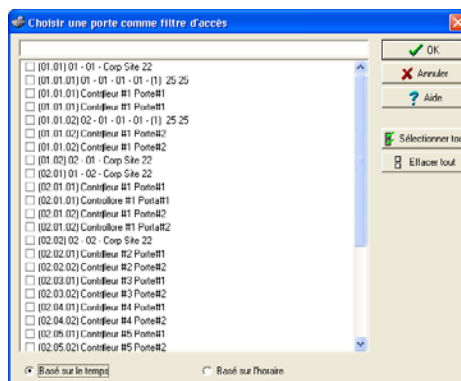 Choisir une porte comme filtre d'accès
OK
Annuler
Aide
Sélectionner tou
Effacer tout
(01.01) 01 - 01 - Corp Site 22
(01.01.01) 01 - 01 - 01 - 01 - (1) 25 25
(01.01.01) Contrôleur #1 Porte#1
(01.01.01) Contrôleur #1 Porte#1
(01.01.02) 02 - 01 - 01 - 01 - (1) 25 25
(01.01.02) Contrôleur #1 Porte#2
(01.01.02) Contrôleur #1 Porte#2
(01.02) 02 - 01 - Corp Site 22
(02.01) 01 - 02 - Corp Site 22
(02.01.01) Contrôleur #1 Porte#1
(02.01.01) Controllore #1 Porta#1
(02.01.02) Contrôleur #1 Porte#2
(02.01.02) Controllore #1 Porta#2
(02.02) 02 - 02 - Corp Site 22
(02.02.01) Contrôleur #2 Porte#1
(02.02.02) Contrôleur #2 Porte#2
(02.03.01) Contrôleur #3 Porte#1
(02.03.02) Contrôleur #3 Porte#2
(02.04.01) Contrôleur #4 Porte#1
(02.04.02) Contrôleur #4 Porte#2
(02.05.01) Contrôleur #5 Porte#1
(02.05.02) Contrôleur #5 Porte#2
Basé sur le temps
Basé sur l'horaire